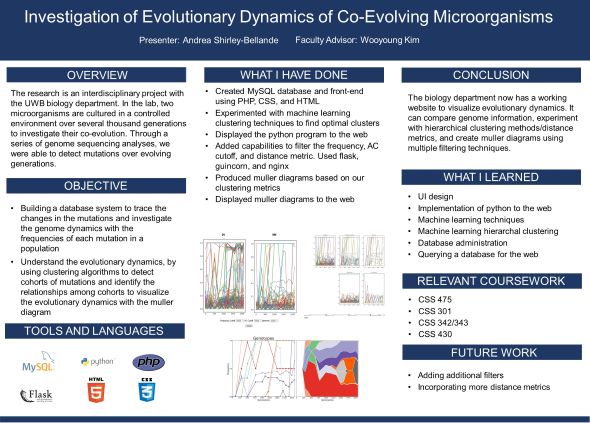 Investigation of Evolutionary Dynamics of Co-Evolving Microorganisms
Presenter: Andrea Shirley-Bellande Faculty Advisor: Wooyoung Kim
OVERVIEW
The research is an interdisciplinary project with
the UWB biology department. In the lab, two
microorganisms are cultured in a controlled
environment over several thousand generations
to investigate their co-evolution. Through a
series of genome sequencing analyses, we
were able to detect mutations over evolving
generations.
OBJECTIVE
• Building a database system to trace the
changes in the mutations and investigate
the genome dynamics with the
frequencies of each mutation in a
population
• Understand the evolutionary dynamics, by
using clustering algorithms to detect
cohorts of mutations and identify the
relationships among cohorts to visualize
the evolutionary dynamics with the muller
diagram
TOOLS AND LANGUAGES
MySQL
python
php
Flask
HTML
5
CSS
3
WHAT I HAVE DONE
• Created MySQL database and front-end
using PHP, CSS, and HTML
• Experimented with machine learning
clustering techniques to find optimal clusters
• Displayed the python program to the web
• Added capabilities to filter the frequency, AC
cutoff, and distance metric. Used flask,
guincorn, and nginx
• Produced muller diagrams based on our
clustering metrics
• Displayed muller diagrams to the web
Genotypes
CONCLUSION
The biology department now has a working
website to visualize evolutionary dynamics. It
can compare genome information, experiment
with hierarchical clustering methods/distance
metrics, and create muller diagrams using
multiple filtering techniques.
WHAT I LEARNED
• UI design
• Implementation of python to the web
• Machine learning techniques
• Machine learning hierarchal clustering
• Database administration
• Querying a database for the web
RELEVANT COURSEWORK
• CSS 475
• CSS 301
• CSS 342/343
• CSS 430
FUTURE WORK
• Adding additional filters
• Incorporating more distance metrics